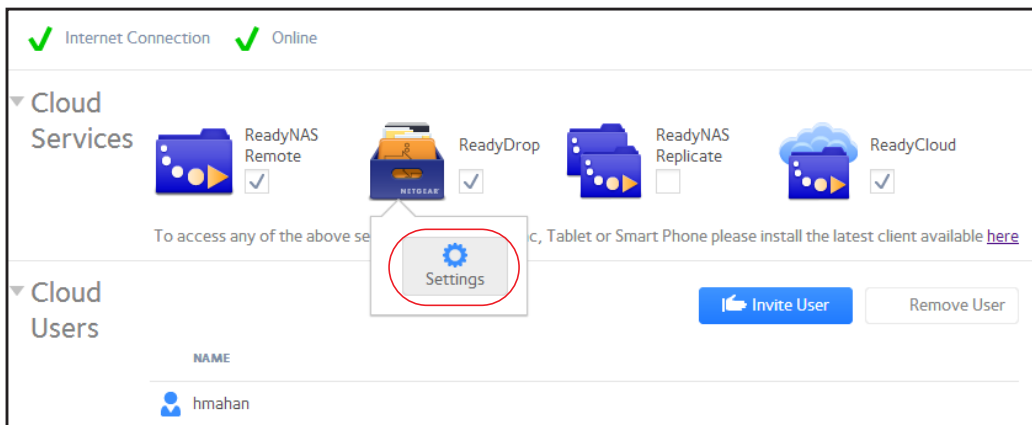 Internet Connection
Online
Cloud
Services
ReadyNAS
Remote
NETGEAR
ReadyDrop
ReadyNAS
Replicate
ReadyCloud
To access any of the above se c, Tablet or Smart Phone please install the latest client available here
Settings
Cloud
Users
Invite User
Remove User
NAME
hmahan